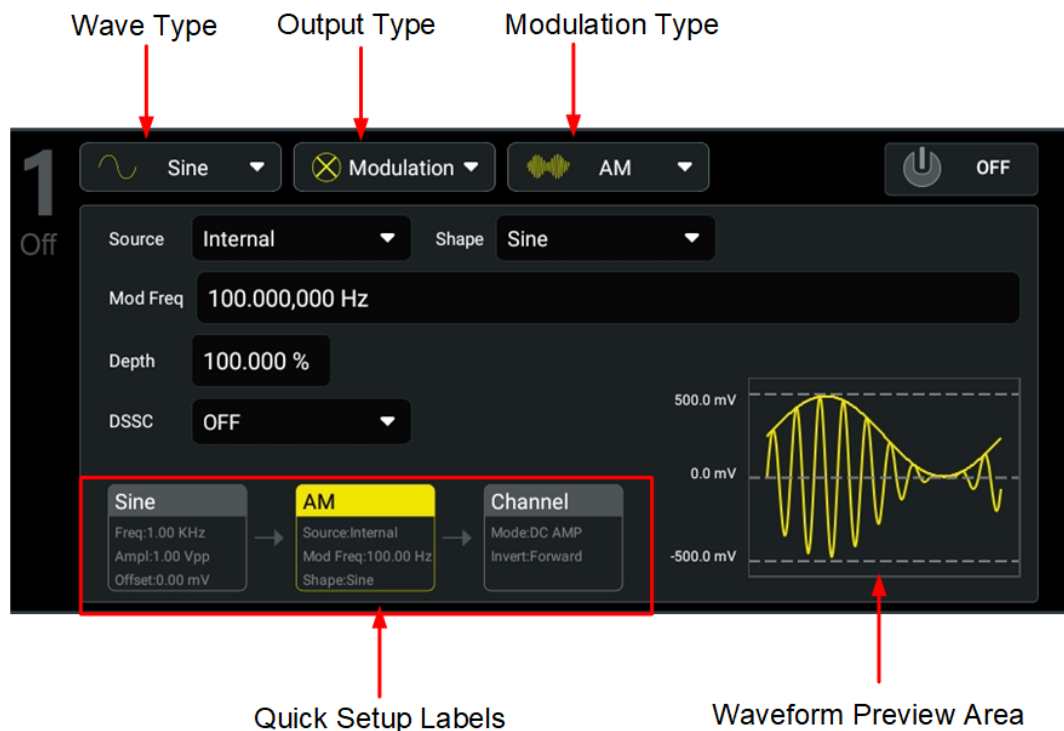 Wave Type Output Type Modulation Type
1 Sine Modulation AM OFF
Off Source Internal Shape Sine
Mod Freq 100.000,000 Hz
Depth 100.000 %
DSSC OFF
500.0 mV
0.0 mV
-500.0 mV
Sine AM Channel
Freq:1.00 KHz Source:Internal Mode:DC AMP
Ampl:1.00 Vpp Mod Freq:100.00 Hz Invert:Forward
Offset:0.00 mV Shape:Sine
Quick Setup Labels Waveform Preview Area